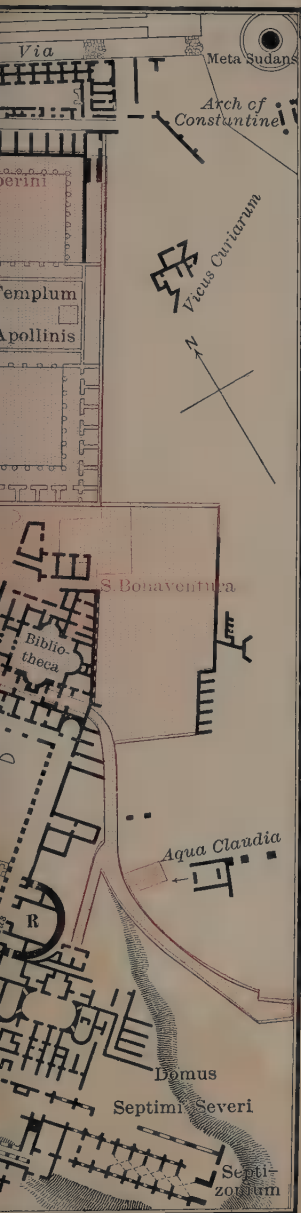 Via
Meta Sudans
Arch of
Constantine
berini
Vicus Curiarum
Templum
Apollinis
N
S. Bonaventura
Biblio-
theca
Aqua Claudia
R
Domus
Septimi Severi
Septi-
zonium